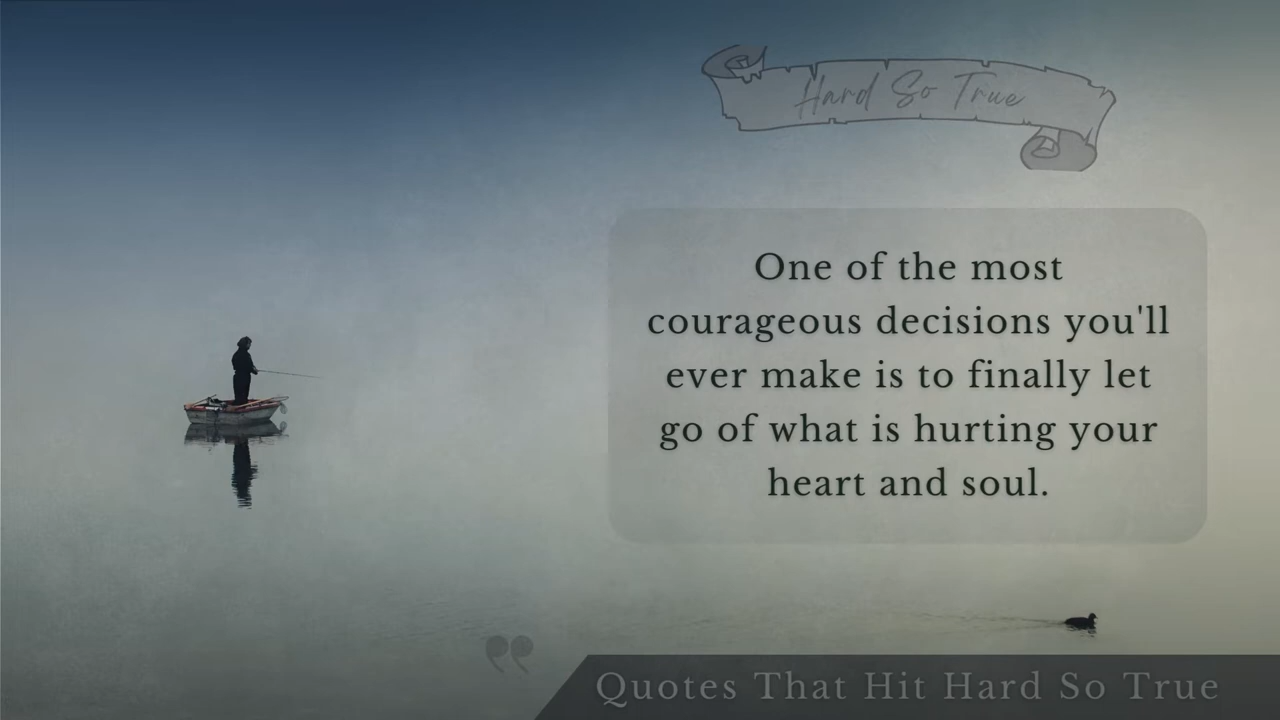 Hard So True
One of the most
courageous decisions you'll
ever make is to finally let
go of what is hurting your
heart and soul.
”
Quotes That Hit Hard So True